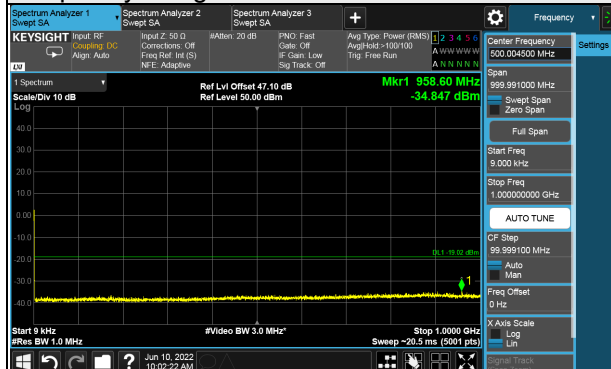 Spectrum Analyzer 1
Swept SA
Spectrum Analyzer 2
Swept SA
Spectrum Analyzer 3
Swept SA
Frequency
KEYSIGHT
Input: RF
Coupling: DC
Align: Auto
Input Z: 50 Ω
Corrections: Off
Freq Ref: Int (S)
NFE: Adaptive
#Atten: 20 dB
PNO: Fast
Gate: Off
IF Gain: Low
Sig Track: Off
Avg Type: Power (RMS)
Avg|Hold:>100/100
Trig: Free Run
1 2 3 4 5 6
A W W W W W
A N N N N N
LXI
1 Spectrum
Scale/Div 10 dB
Log
Ref Lvl Offset 47.10 dB
Ref Level 50.00 dBm
Mkr1 958.60 MHz
-34.847 dBm
40.0
30.0
20.0
10.0
0.00
-10.0
-20.0
-30.0
-40.0
DL1 -19.02 dBm
1
Start 9 kHz
#Res BW 1.0 MHz
#Video BW 3.0 MHz*
Stop 1.0000 GHz
Sweep ~20.5 ms (5001 pts)
Jun 10, 2022
10:02:22 AM
Center Frequency
500.004500 MHz
Span
999.991000 MHz
Swept Span
Zero Span
Full Span
Start Freq
9.000 kHz
Stop Freq
1.000000000 GHz
AUTO TUNE
CF Step
99.999100 MHz
Auto
Man
Freq Offset
0 Hz
X Axis Scale
Log
Lin
Signal Track
Settings